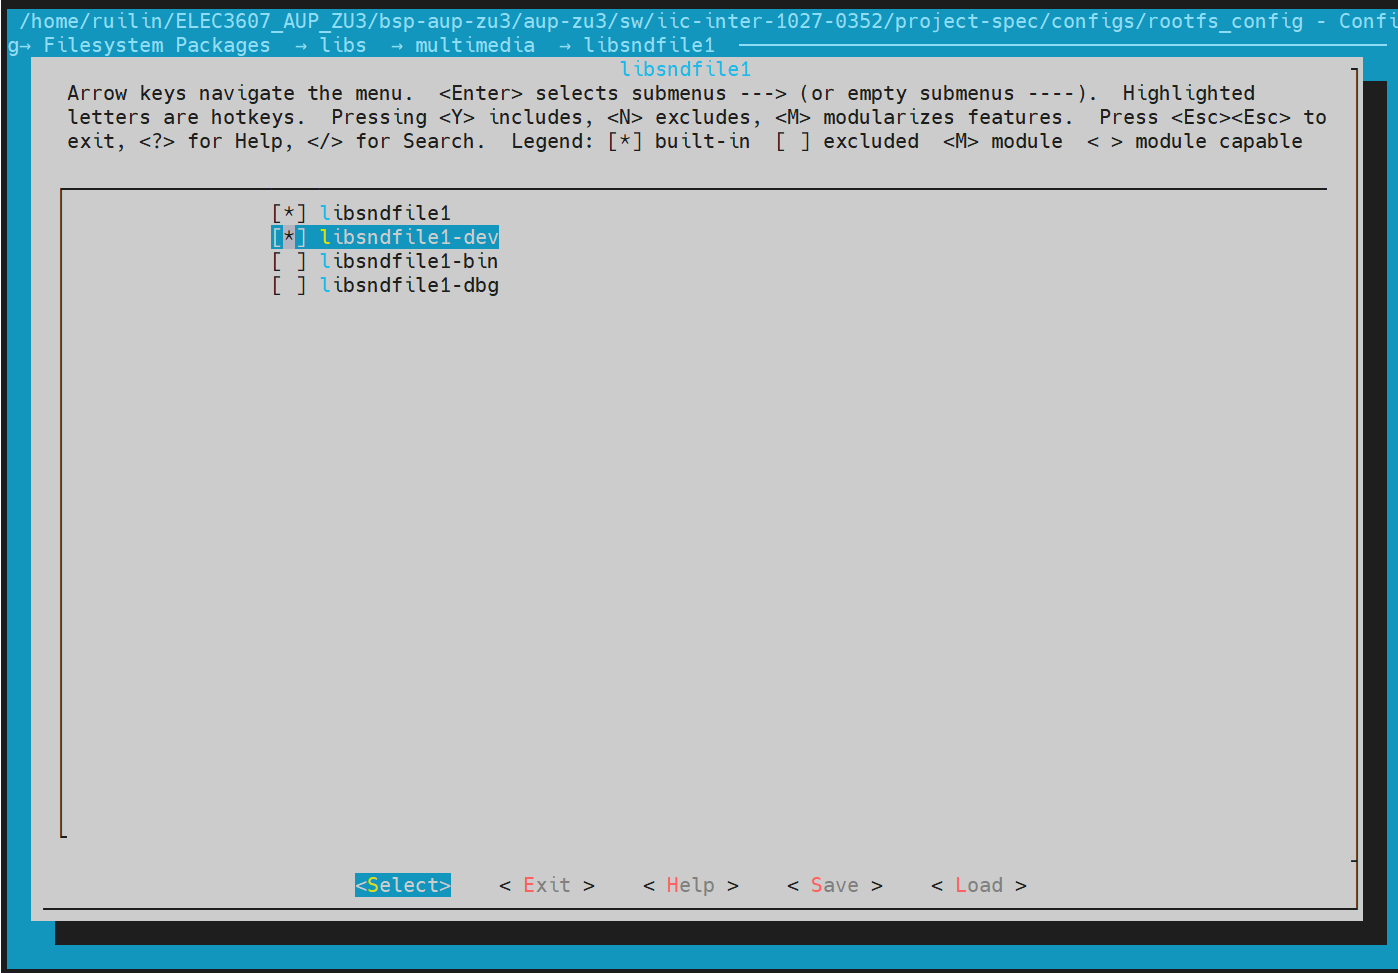 /home/ruilin/ELEC3607_AUP_ZU3/bsp-aup-zu3/aup-zu3/sw/iic-inter-1027-0352/project-spec/configs/rootfs_config - Confi
g→ Filesystem Packages → libs → multimedia → libsndfile1
libsndfile1
Arrow keys navigate the menu. <Enter> selects submenus ---> (or empty submenus ----). Highlighted
letters are hotkeys. Pressing <Y> includes, <N> excludes, <M> modularizes features. Press <Esc><Esc> to
exit, <?> for Help, </> for Search. Legend: [*] built-in [ ] excluded <M> module < > module capable
[*] libsndfile1
[*] libsndfile1-dev
[ ] libsndfile1-bin
[ ] libsndfile1-dbg
<Select> < Exit > < Help > < Save > < Load >